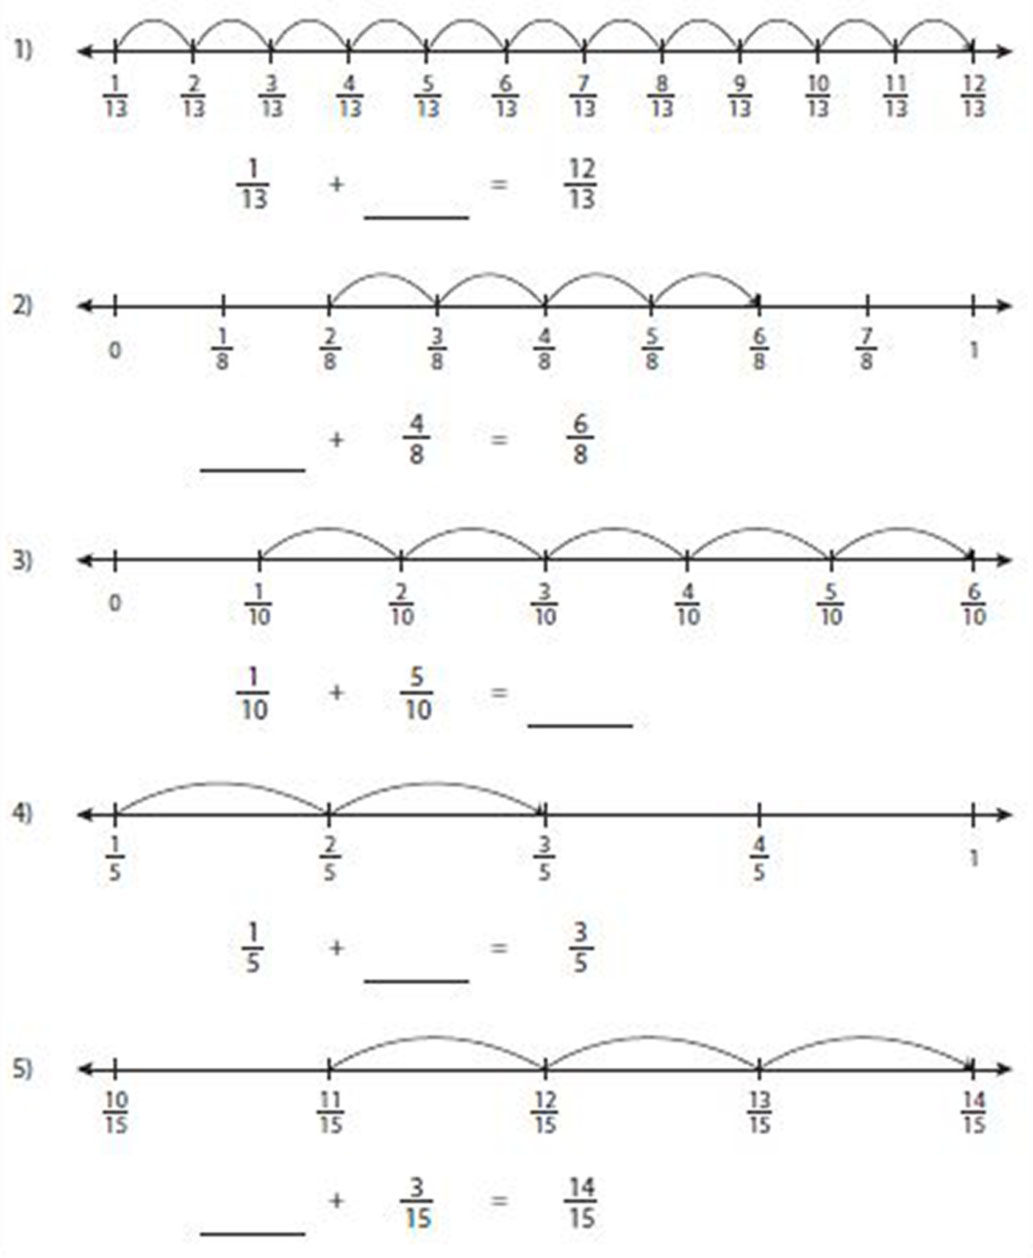 1)
1/13 2/13 3/13 4/13 5/13 6/13 7/13 8/13 9/13 10/13 11/13 12/13
1/13 + ______ = 12/13
2)
0 1/8 2/8 3/8 4/8 5/8 6/8 7/8 1
______ + 4/8 = 6/8
3)
0 1/10 2/10 3/10 4/10 5/10 6/10
1/10 + 5/10 = ______
4)
1/5 2/5 3/5 4/5 1
1/5 + ______ = 3/5
5)
10/15 11/15 12/15 13/15 14/15
______ + 3/15 = 14/15